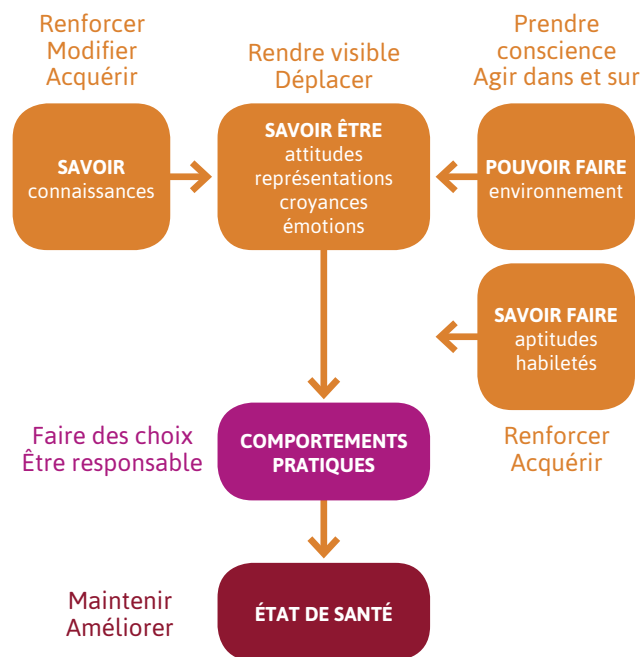 Renforcer
Modifier
Acquérir
SAVOIR
connaissances
Rendre visible
Déplacer
SAVOIR ÊTRE
attitudes
représentations
croyances
émotions
Prendre
conscience
Agir dans et sur
POUVOIR FAIRE
environnement
SAVOIR FAIRE
aptitudes
habiletés
Renforcer
Acquérir
Faire des choix
Être responsable
COMPORTEMENTS
PRATIQUES
Maintenir
Améliorer
ÉTAT DE SANTÉ